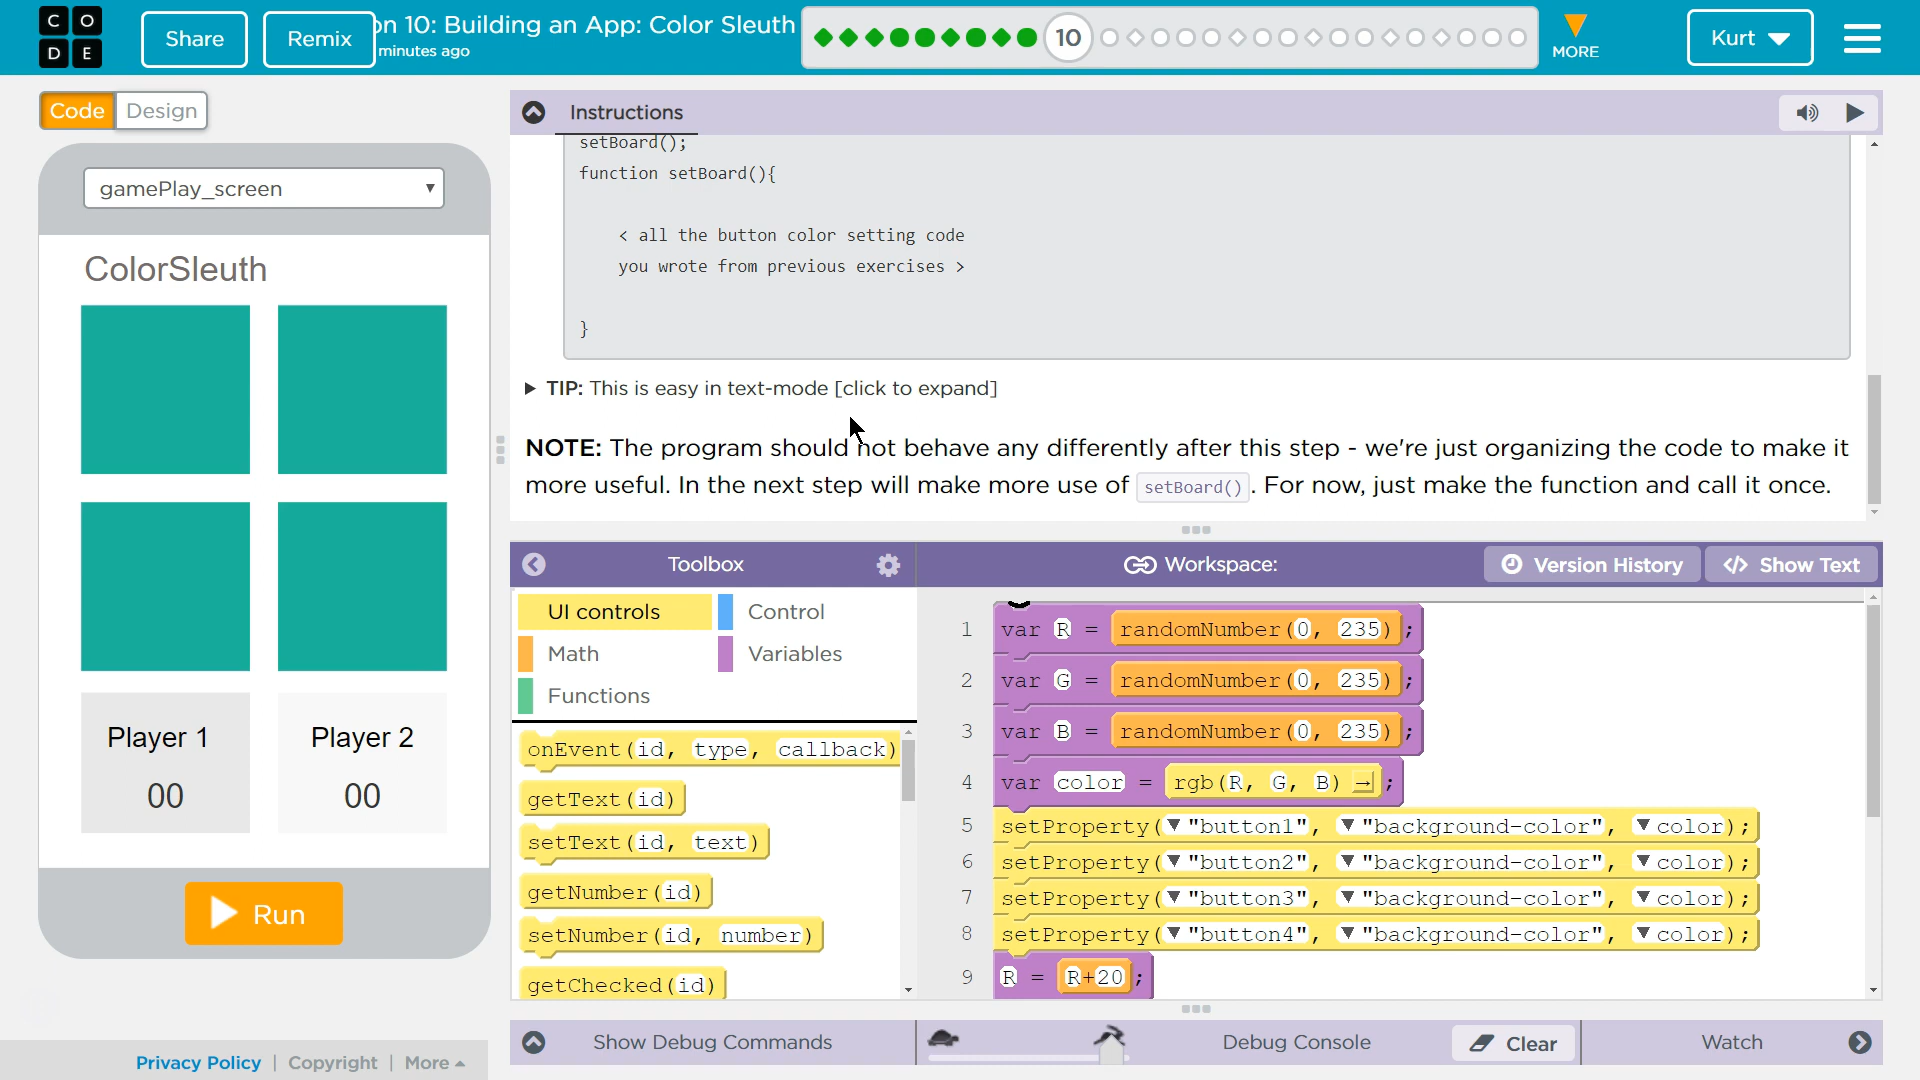 CODE
Share
Remix
on 10: Building an App: Color Sleuth
minutes ago
10
MORE
Kurt
Code
Design
gamePlay_screen
ColorSleuth
Player 1
00
Player 2
00
Run
Privacy Policy | Copyright | More
Instructions
setBoard();
function setBoard(){
< all the button color setting code
you wrote from previous exercises >
}
TIP: This is easy in text-mode [click to expand]
NOTE: The program should not behave any differently after this step - we're just organizing the code to make it
more useful. In the next step will make more use of setBoard() . For now, just make the function and call it once.
Toolbox
UI controls
Control
Math
Variables
Functions
onEvent(id, type, callback)
getText(id)
setText(id, text)
getNumber(id)
setNumber(id, number)
getChecked(id)
Workspace:
Version History
</> Show Text
1 var R = randomNumber(0, 235);
2 var G = randomNumber(0, 235);
3 var B = randomNumber(0, 235);
4 var color = rgb(R, G, B);
5 setProperty("button1", "background-color", color);
6 setProperty("button2", "background-color", color);
7 setProperty("button3", "background-color", color);
8 setProperty("button4", "background-color", color);
9 R = R+20;
Show Debug Commands
Debug Console
Clear
Watch